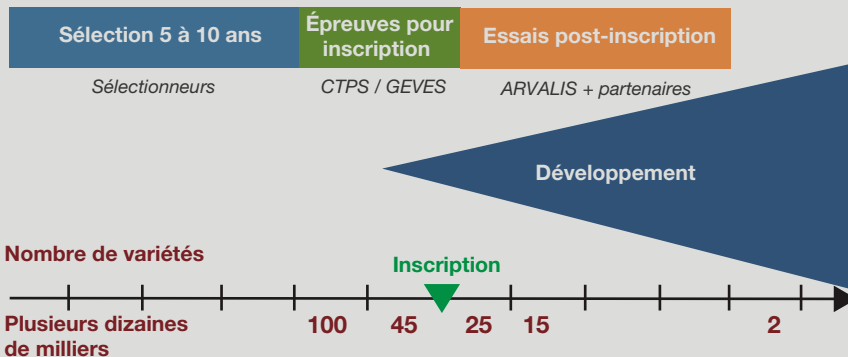 Sélection 5 à 10 ans
Épreuves pour
inscription
Essais post-inscription
Sélectionneurs
CTPS / GEVES
ARVALIS + partenaires
Développement
Nombre de variétés
Inscription
Plusieurs dizaines
de milliers
100
45
25
15
2